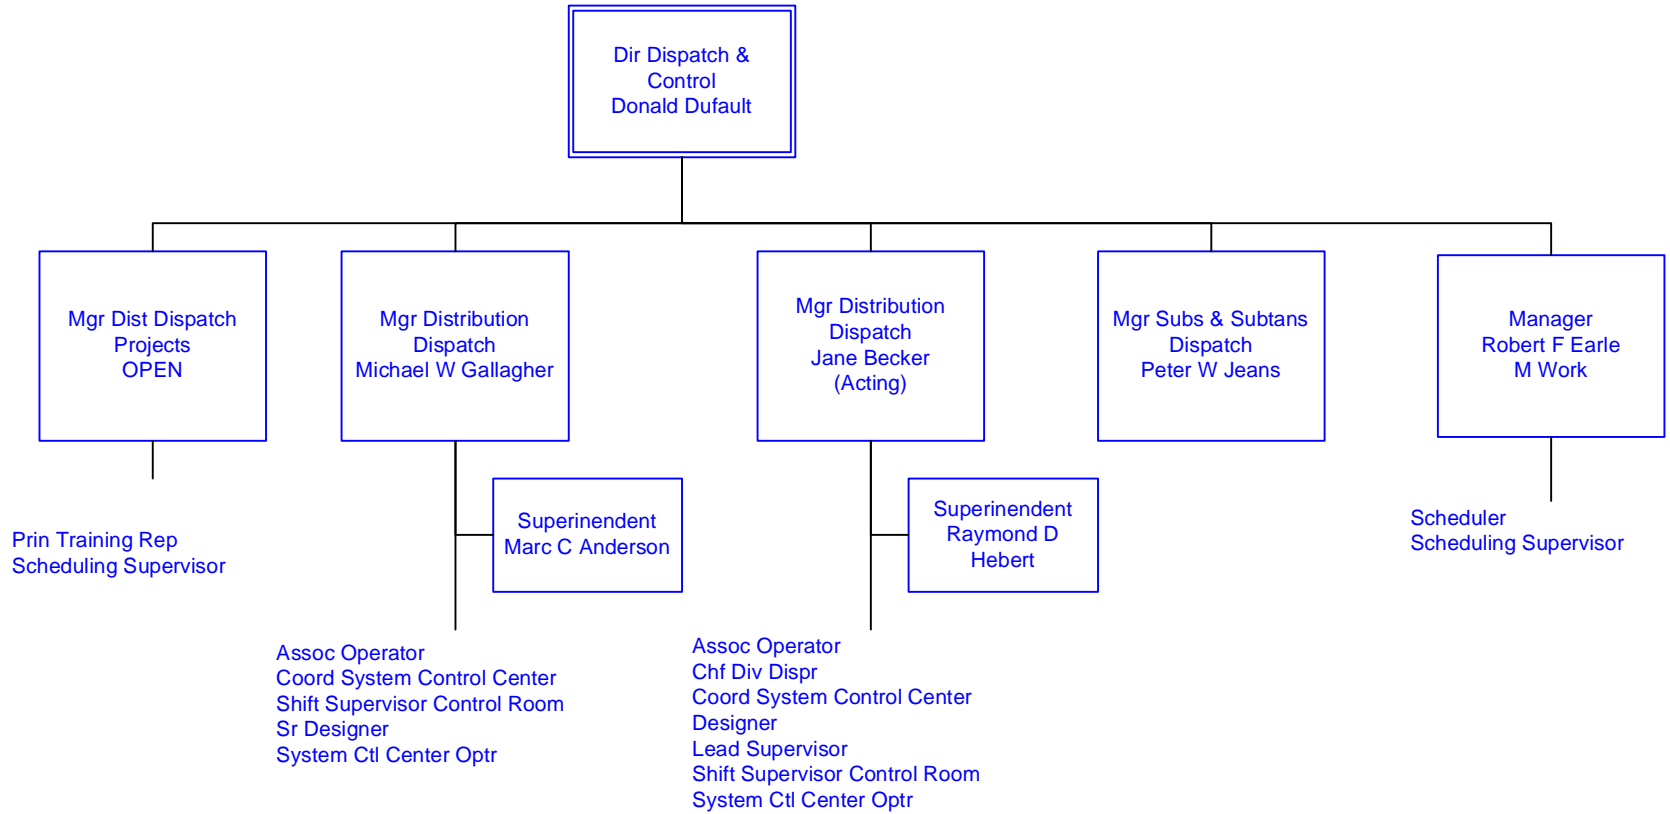 Dir Dispatch &
Control
Donald Dufault
Mgr Dist Dispatch
Projects
OPEN
Mgr Distribution
Dispatch
Michael W Gallagher
Mgr Distribution
Dispatch
Jane Becker
(Acting)
Mgr Subs & Subtans
Dispatch
Peter W Jeans
Manager
Robert F Earle
M Work
Prin Training Rep
Scheduling Supervisor
Superinendent
Marc C Anderson
Superinendent
Raymond D
Hebert
Scheduler
Scheduling Supervisor
Assoc Operator
Coord System Control Center
Shift Supervisor Control Room
Sr Designer
System Ctl Center Optr
Assoc Operator
Chf Div Dispr
Coord System Control Center
Designer
Lead Supervisor
Shift Supervisor Control Room
System Ctl Center Optr